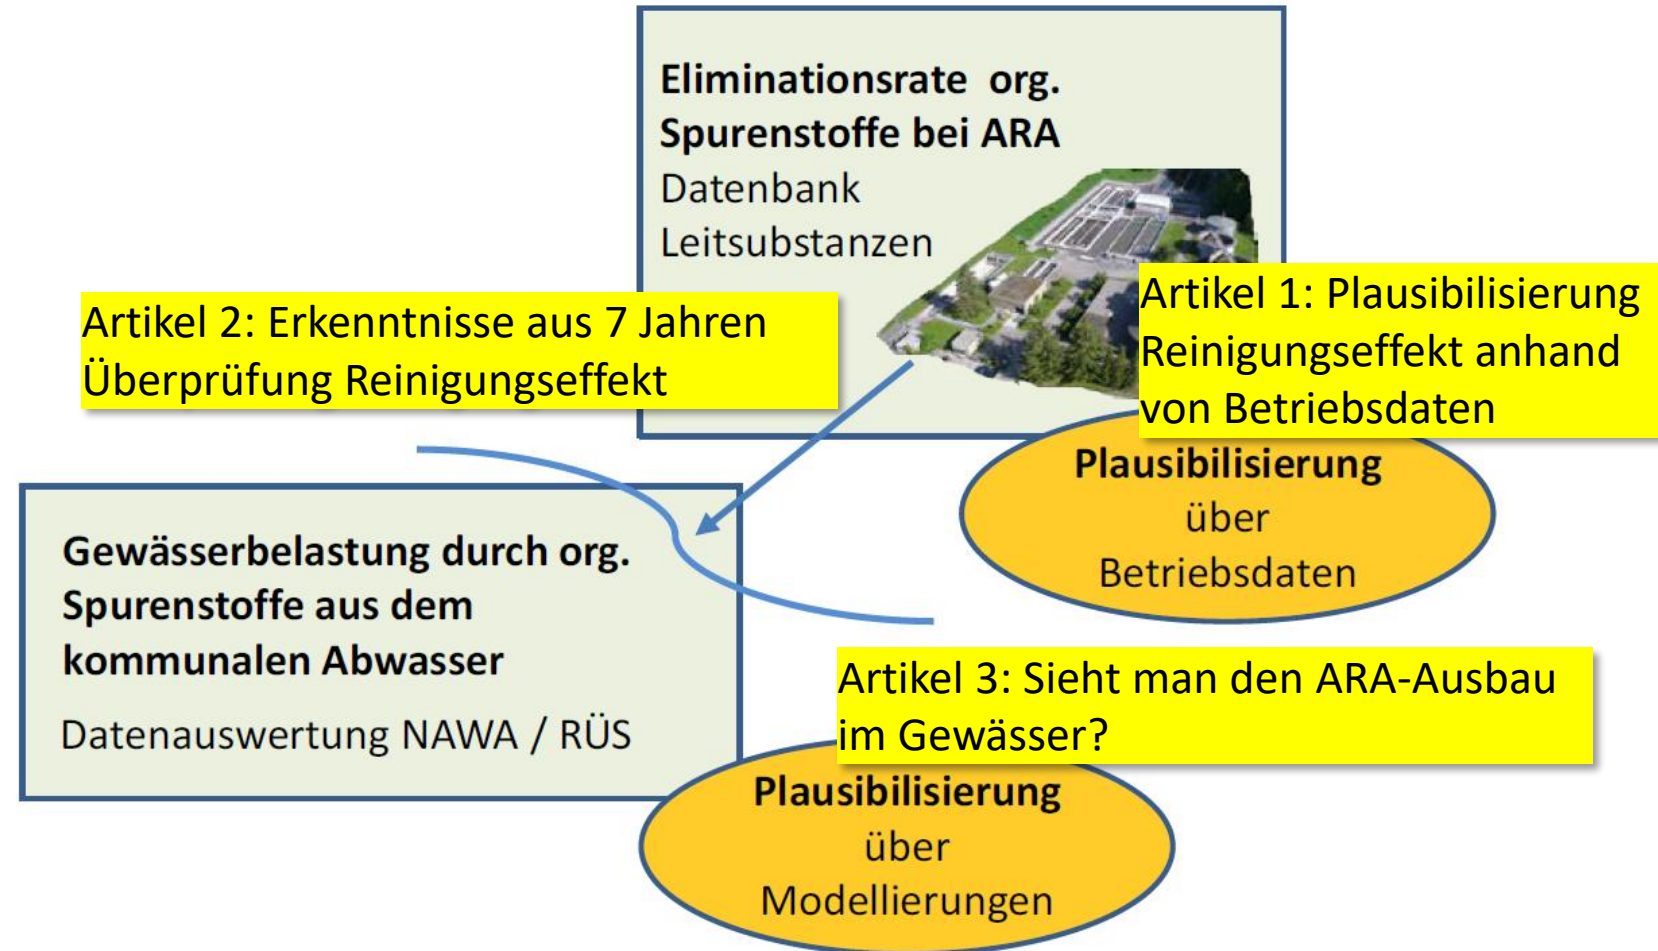 Eliminationsrate org.
Spurenstoffe bei ARA
Datenbank
Leitsubstanzen
Artikel 1: Plausibilisierung
Reinigungseffekt anhand
von Betriebsdaten
Artikel 2: Erkenntnisse aus 7 Jahren
Überprüfung Reinigungseffekt
Plausibilisierung
über
Betriebsdaten
Gewässerbelastung durch org.
Spurenstoffe aus dem
kommunalen Abwasser
Datenauswertung NAWA / RÜS
Artikel 3: Sieht man den ARA-Ausbau
im Gewässer?
Plausibilisierung
über
Modellierungen